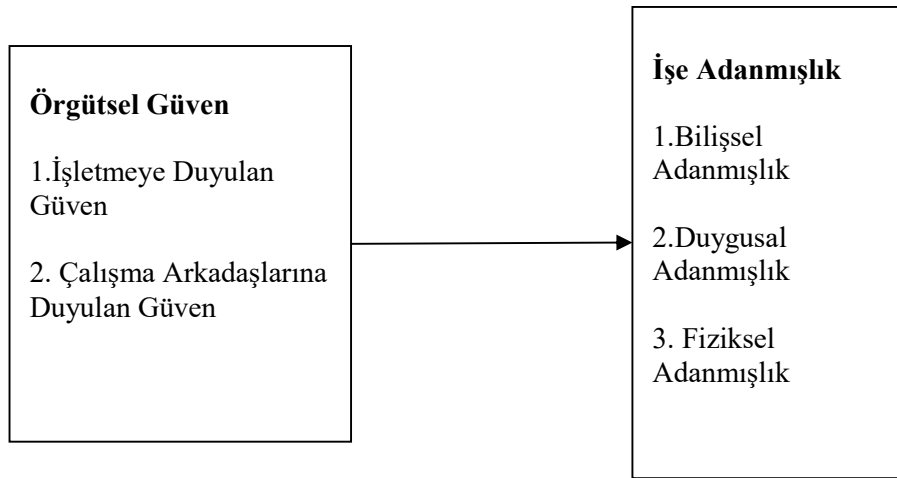 Örgütsel Güven
1.İşletmeye Duyulan
Güven
2. Çalışma Arkadaşlarına
Duyulan Güven
İşe Adanmışlık
1.Bilişsel
Adanmışlık
2.Duygusal
Adanmışlık
3. Fiziksel
Adanmışlık